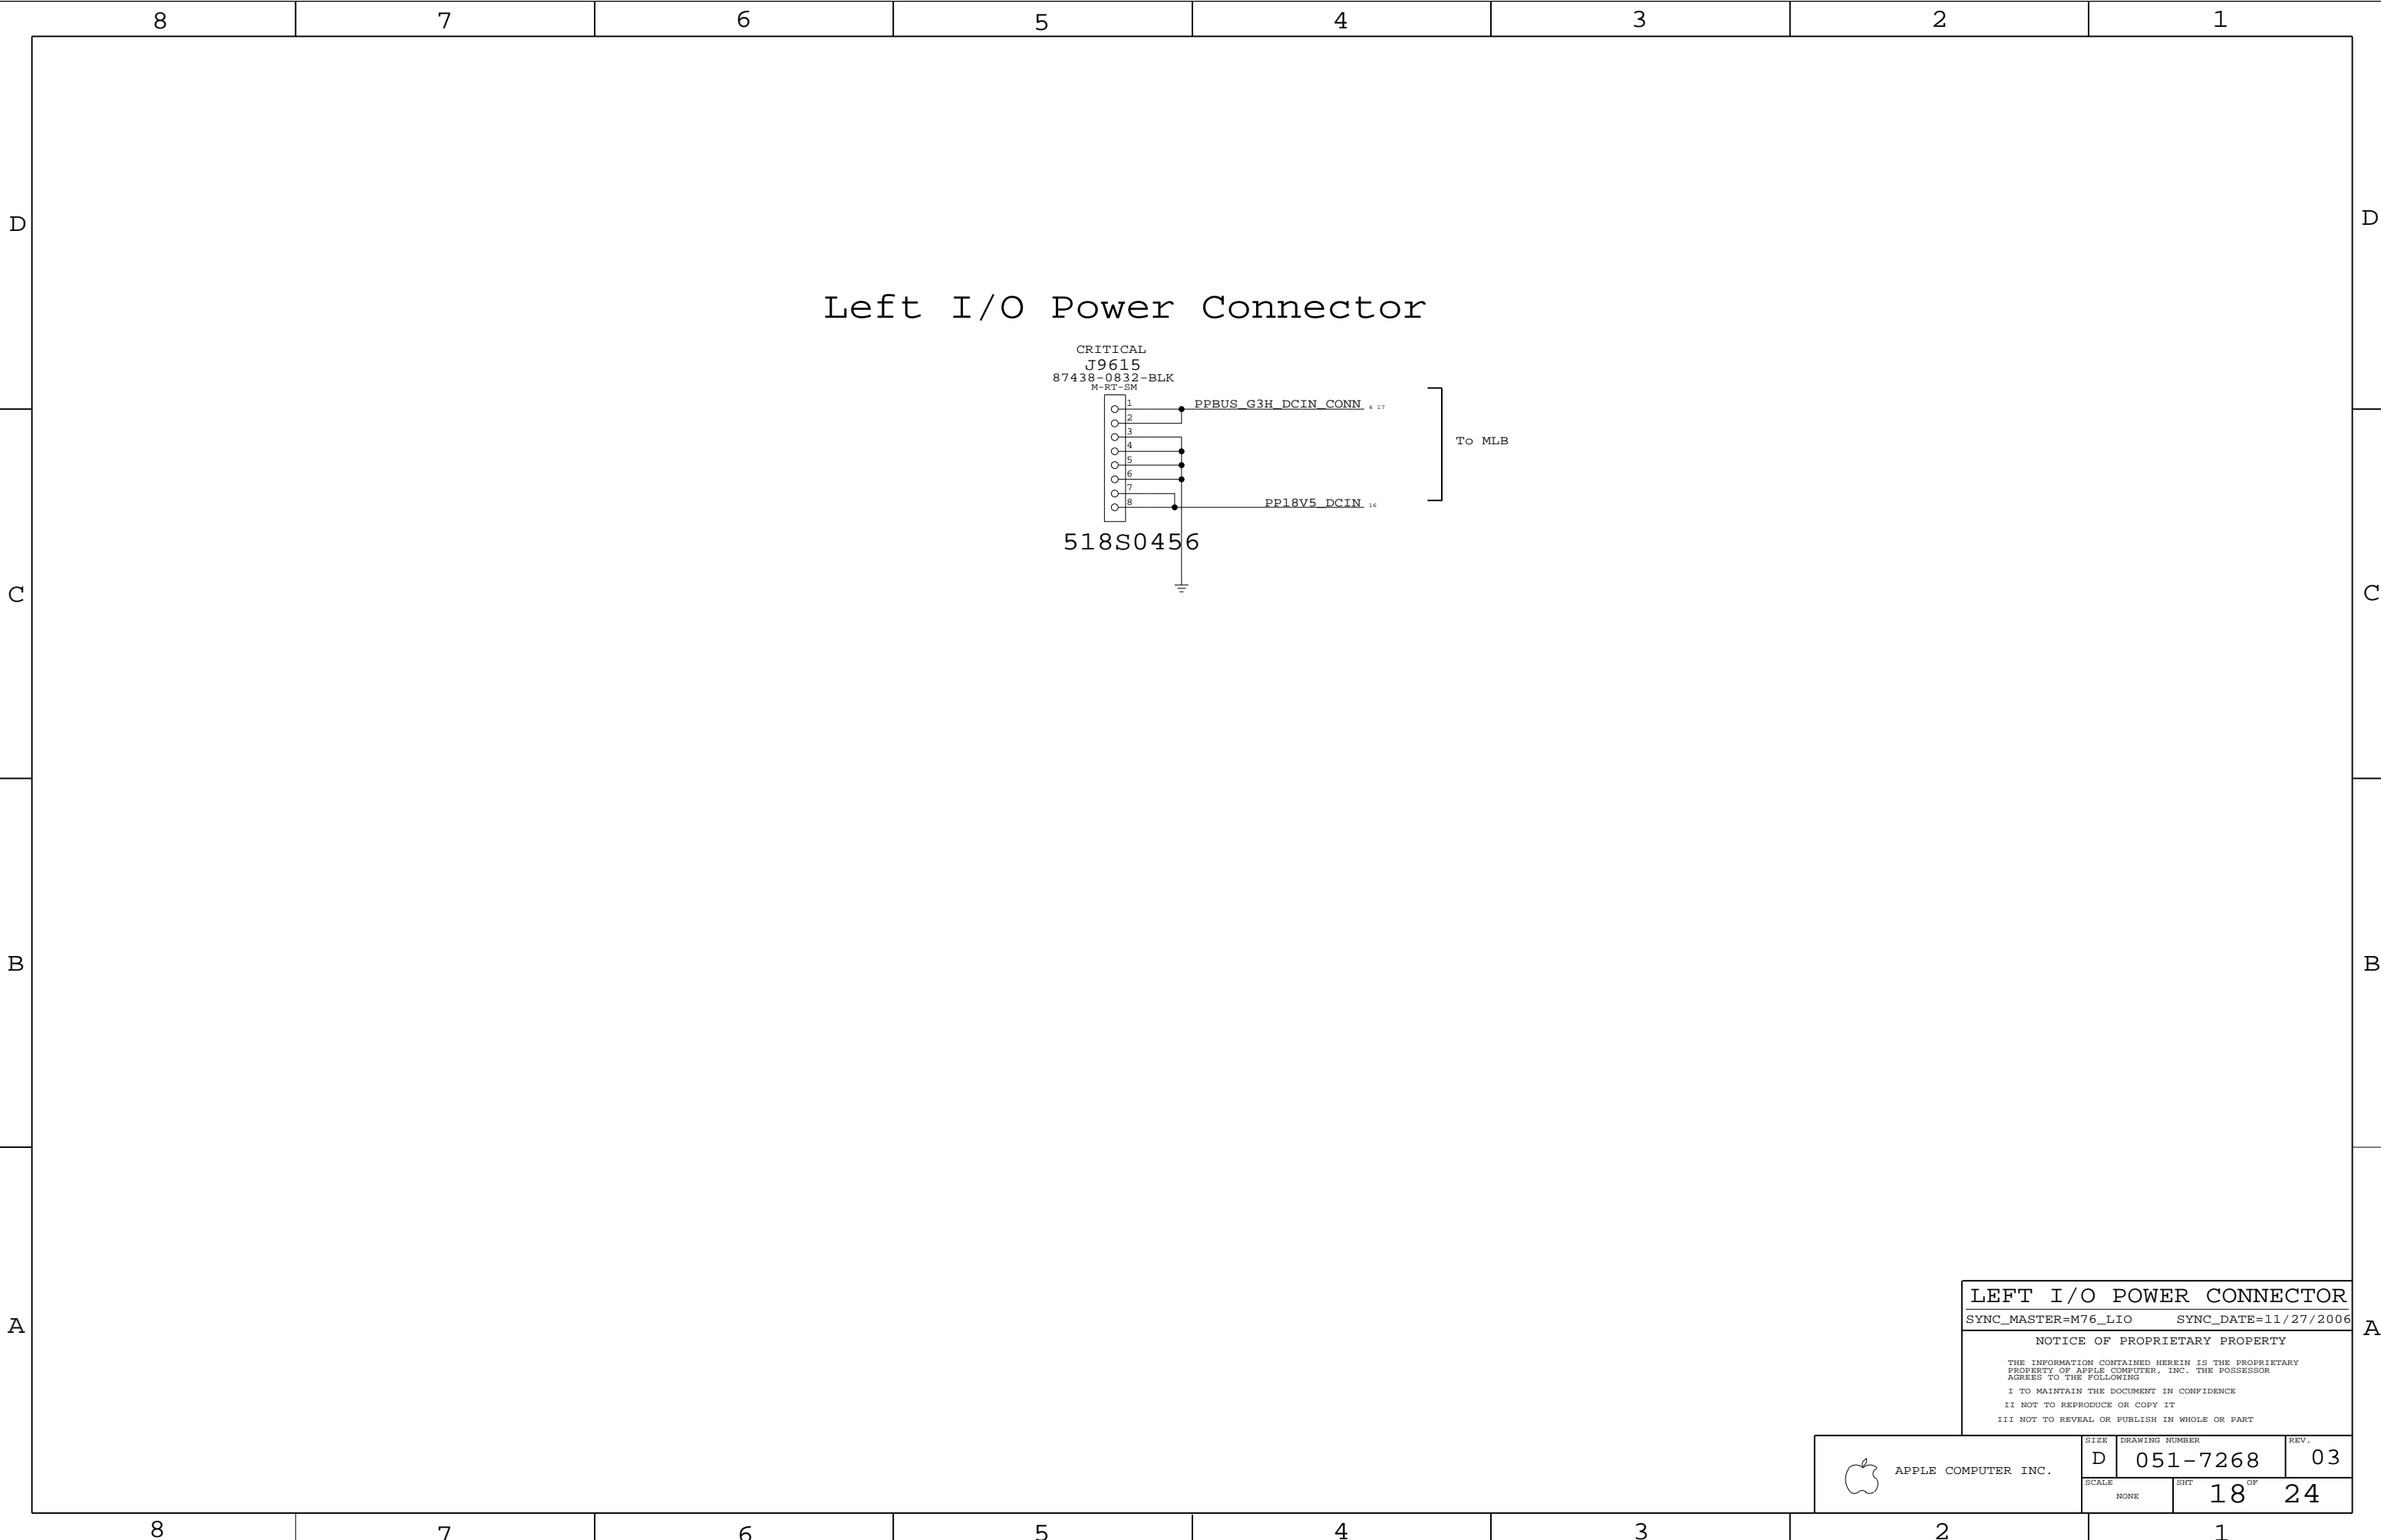 8 7 6 5 4 3 2 1
D D
Left I/O Power Connector
CRITICAL
J9615
87438-0832-BLK
M-RT-SM
1 PPBUS_G3H_DCIN_CONN
2
3
4 To MLB
5
6
7
8 PP18V5_DCIN 16
518S0456
C C
B B
LEFT I/O POWER CONNECTOR
SYNC_MASTER=M76_LIO SYNC_DATE=11/27/2006
A A
NOTICE OF PROPRIETARY PROPERTY
THE INFORMATION CONTAINED HEREIN IS THE PROPRIETARY
PROPERTY OF APPLE COMPUTER, INC. THE POSSESSOR
AGREES TO THE FOLLOWING
I TO MAINTAIN THE DOCUMENT IN CONFIDENCE
II NOT TO REPRODUCE OR COPY IT
III NOT TO REVEAL OR PUBLISH IN WHOLE OR PART
APPLE COMPUTER INC.
SIZE DRAWING NUMBER REV.
D 051-7268 03
SCALE SHT OF
NONE 18 24
8 7 6 5 4 3 2 1